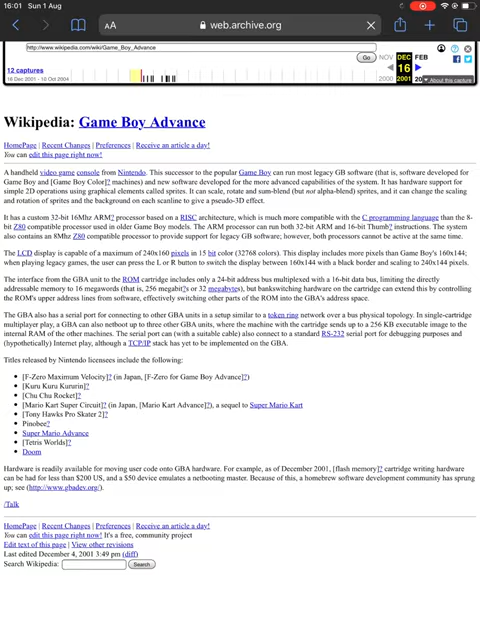 16:01 Sun 1 Aug
AA
web.archive.org
http://www.wikipedia.com/wiki/Game_Boy_Advance
Go
NOV DEC FEB
12 captures
16
16 Dec 2001 - 10 Oct 2004
2000 2001 20
About this capture
Wikipedia: Game Boy Advance
HomePage | Recent Changes | Preferences | Receive an article a day!
You can edit this page right now!
A handheld video game console from Nintendo. This successor to the popular Game Boy can run most legacy GB software (that is, software developed for
Game Boy and [Game Boy Color]? machines) and new software developed for the more advanced capabilities of the system. It has hardware support for
simple 2D operations using graphical elements called sprites. It can scale, rotate and sum-blend (but not alpha-blend) sprites, and it can change the scaling
and rotation of sprites and the background on each scanline to give a pseudo-3D effect.
It has a custom 32-bit 16Mhz ARM? processor based on a RISC architecture, which is much more compatible with the C programming language than the 8-
bit Z80 compatible processor used in older Game Boy models. The ARM processor can run both 32-bit ARM and 16-bit Thumb? instructions. The system
also contains an 8Mhz Z80 compatible processor to provide support for legacy GB software; however, both processors cannot be active at the same time.
The LCD display is capable of a maximum of 240x160 pixels in 15 bit color (32768 colors). This display includes more pixels than Game Boy's 160x144;
when playing legacy games, the user can press the L or R button to switch the display between 160x144 with a black border and scaling to 240x144 pixels.
The interface from the GBA unit to the ROM cartridge includes only a 24-bit address bus multiplexed with a 16-bit data bus, limiting the directly
addressable memory to 16 megawords (that is, 256 megabit?s or 32 megabytes), but bankswitching hardware on the cartridge can extend this by controlling
the ROM's upper address lines from software, effectively switching other parts of the ROM into the GBA's address space.
The GBA also has a serial port for connecting to other GBA units in a setup similar to a token ring network over a bus physical topology. In single-cartridge
multiplayer play, a GBA can netboot up to three other GBA units, where the machine with the cartridge sends up to a 256 KB executable image to the
internal RAM of the other machines. The serial port can (with a suitable cable) also connect to a standard RS-232 serial port for debugging purposes and
(hypothetically) Internet play, although a TCP/IP stack has yet to be implemented on the GBA.
Titles released by Nintendo licensees include the following:
[F-Zero Maximum Velocity]? (in Japan, [F-Zero for Game Boy Advance]?)
[Kuru Kuru Kururin]?
[Chu Chu Rocket]?
[Mario Kart Super Circuit]? (in Japan, [Mario Kart Advance]?), a sequel to Super Mario Kart
[Tony Hawks Pro Skater 2]?
Pinobee?
Super Mario Advance
[Tetris Worlds]?
Doom
Hardware is readily available for moving user code onto GBA hardware. For example, as of December 2001, [flash memory]? cartridge writing hardware
can be had for less than $200 US, and a $50 device emulates a netbooting master. Because of this, a homebrew software development community has sprung
up; see (http://www.gbadev.org/).
/Talk
HomePage | Recent Changes | Preferences | Receive an article a day!
You can edit this page right now! It's a free, community project
Edit text of this page | View other revisions
Last edited December 4, 2001 3:49 pm (diff)
Search Wikipedia:
Search